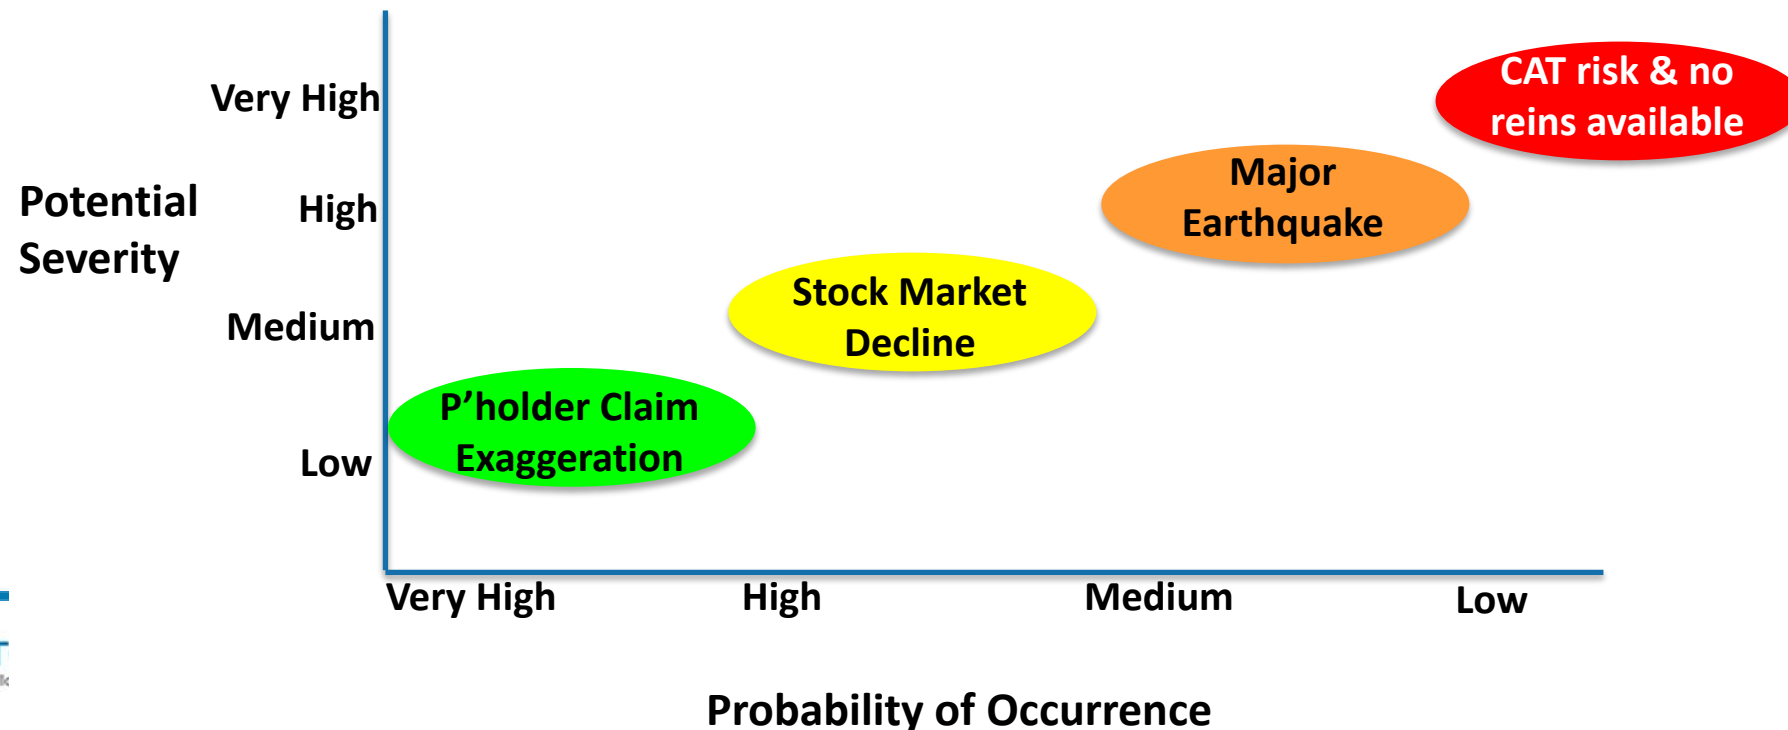 Very High
CAT risk & no
reins available
Potential
Severity
High
Major
Earthquake
Medium
Stock Market
Decline
Low
P’holder Claim
Exaggeration
Very High
High
Medium
Low
Probability of Occurrence